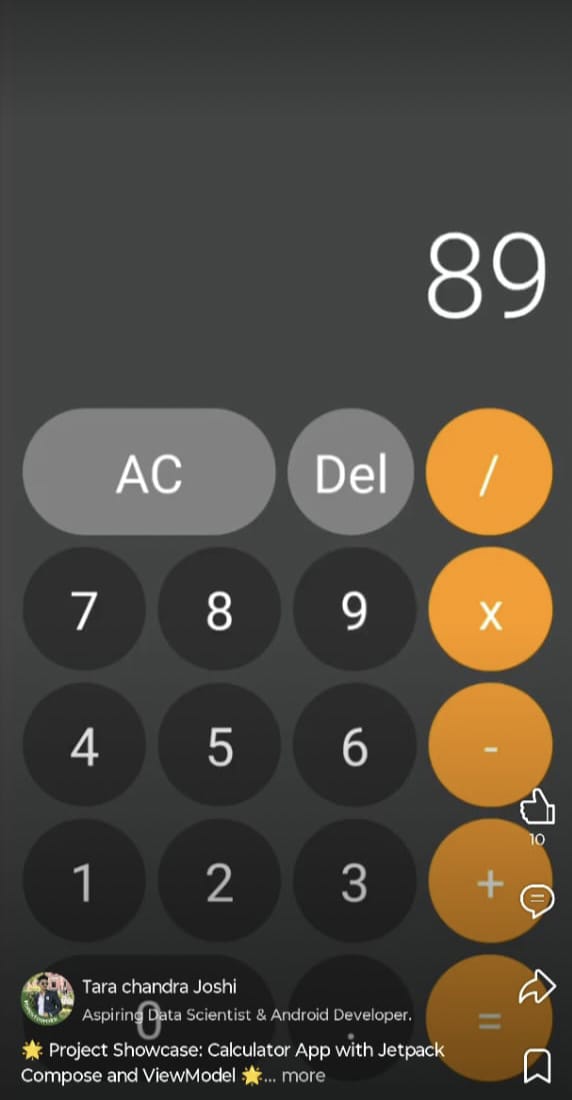 89
AC Del /
7 8 9 x
4 5 6 -
10
1 2 3 +
Tara chandra Joshi
Aspiring Data Scientist & Android Developer.
0 . =
🌟 Project Showcase: Calculator App with Jetpack
Compose and ViewModel 🌟... more